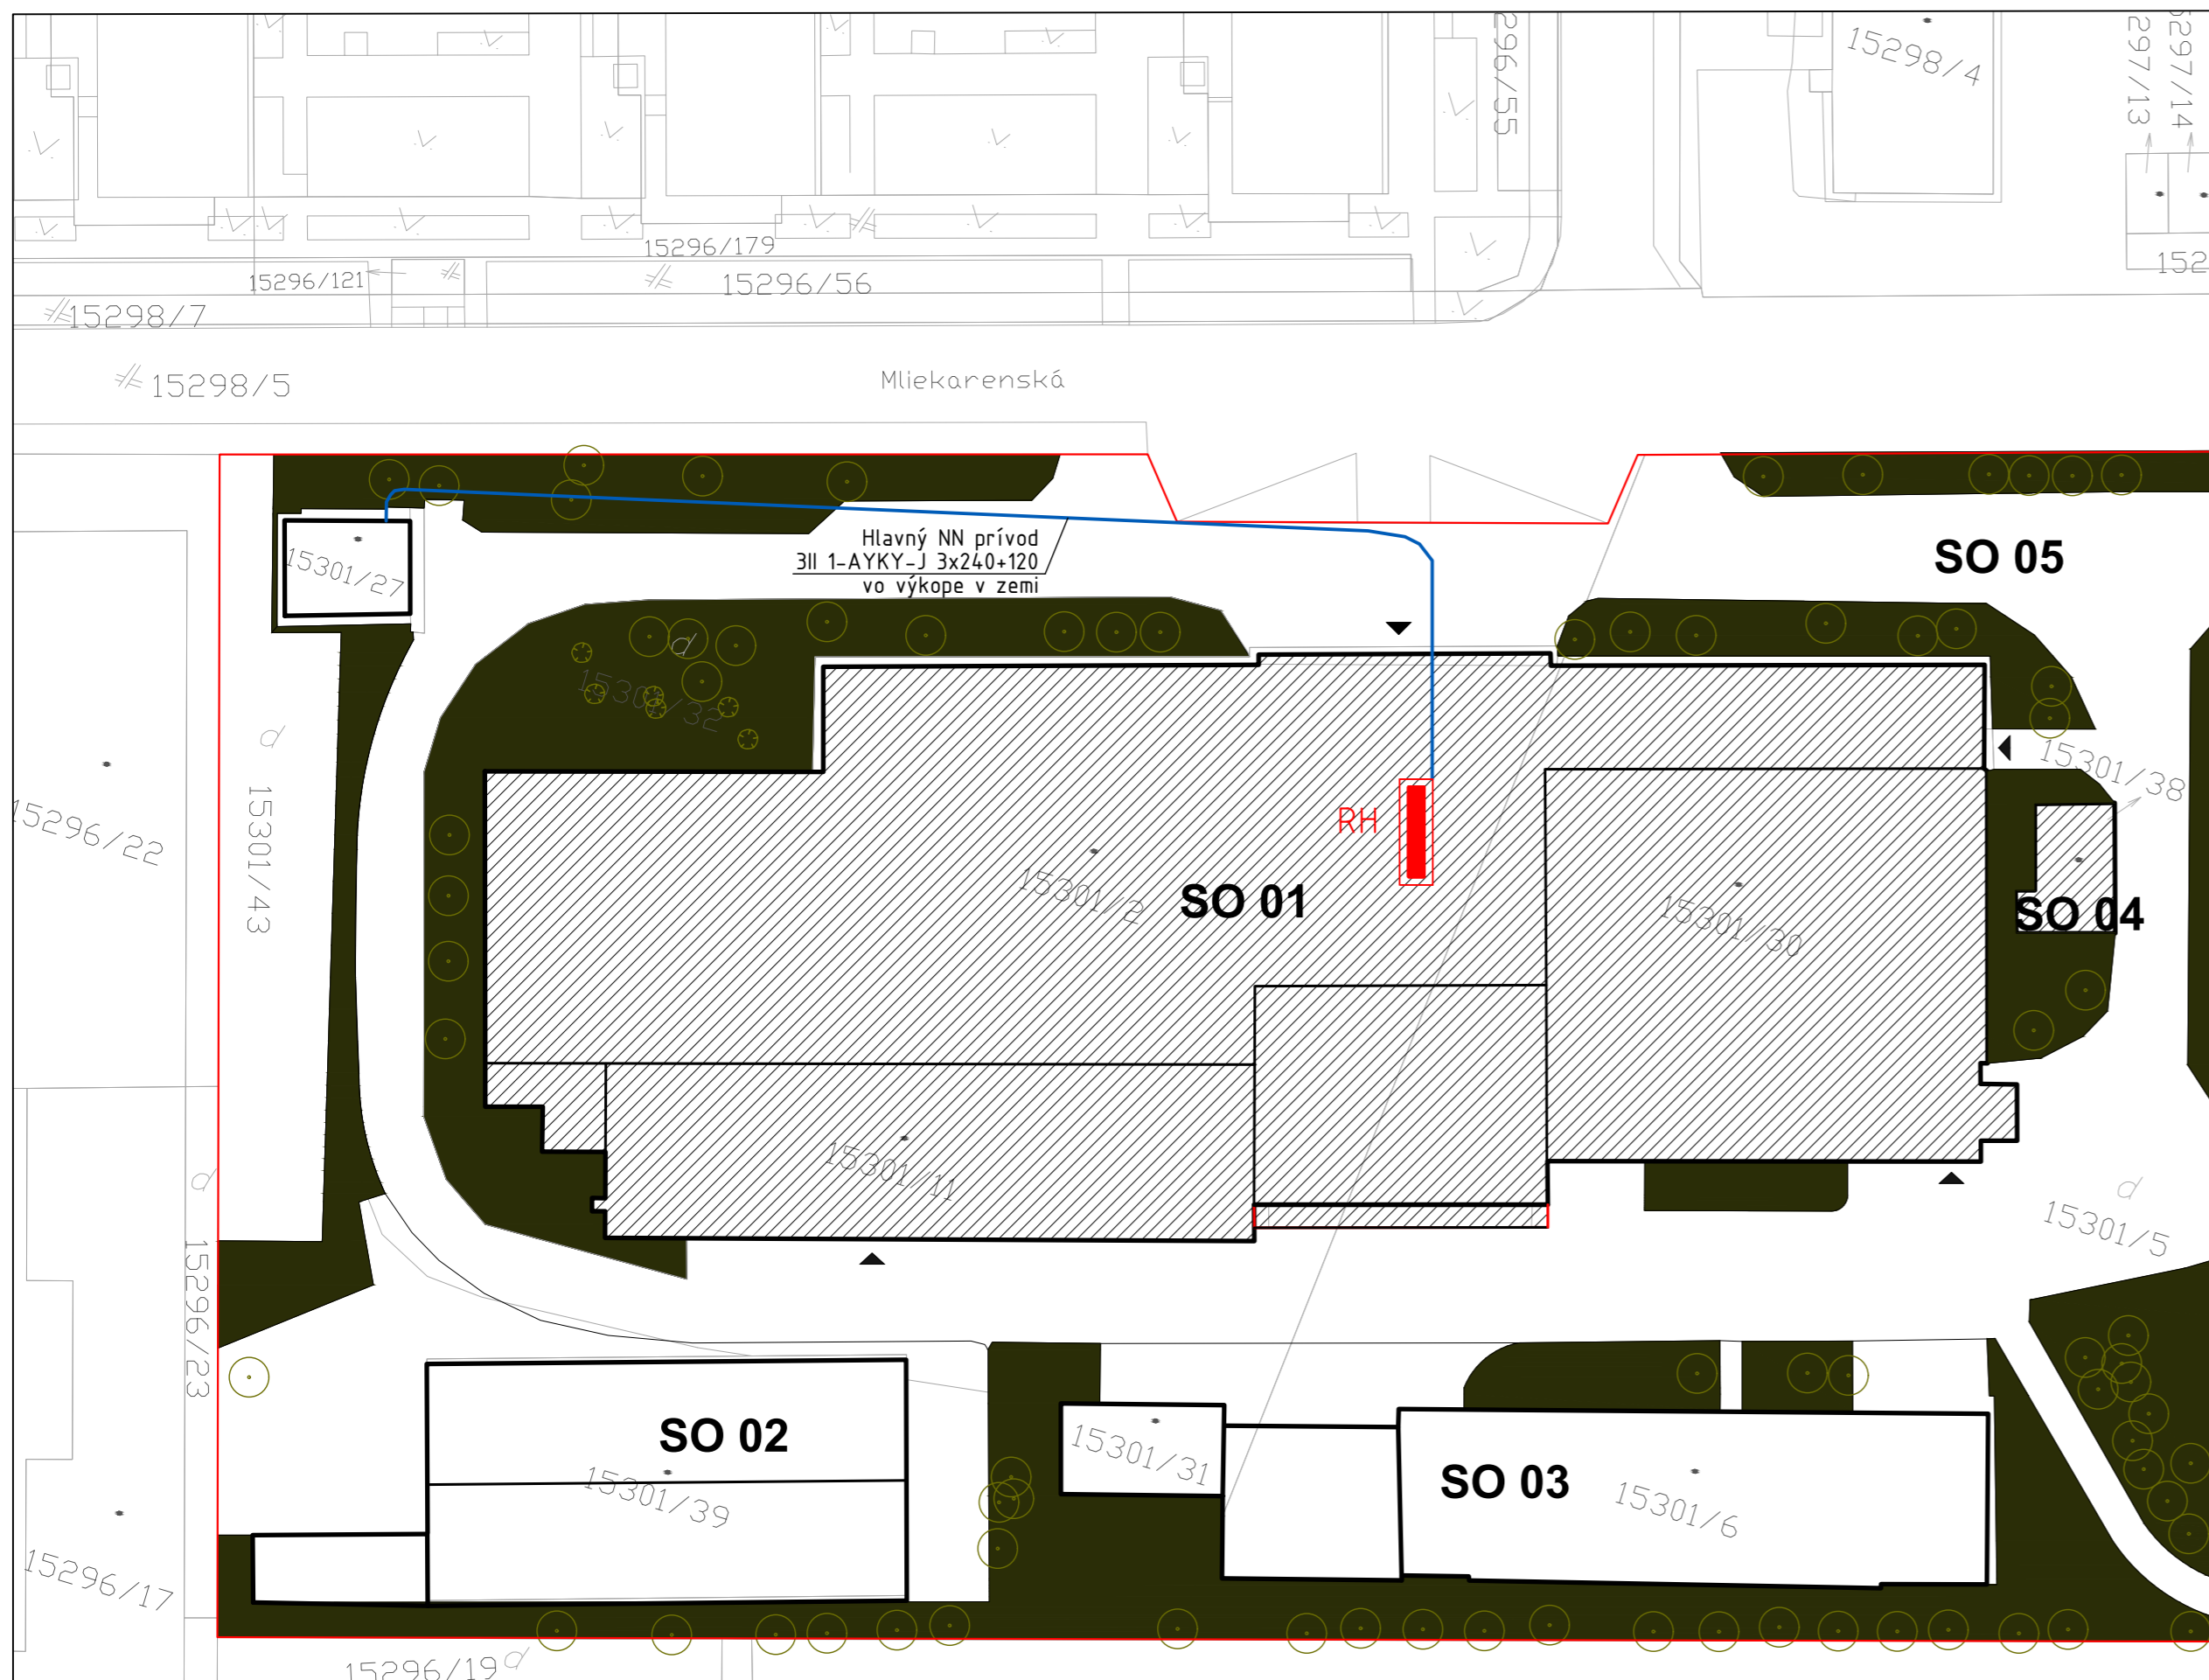 15298/4
296/55
297/13
5297/14
152
15296/179
15296/121
15296/56
15298/7
15298/5
Mliekarenská
Hlavný NN prívod
3II 1-AYKY-J 3x240+120
vo výkope v zemi
SO 05
15301/27
15301/32
15301/38
15296/22
15301/43
RH
15301/2
SO 01
15301/30
SO 04
15301/11
15301/5
15296/23
SO 02
15301/39
15301/31
SO 03
15301/6
15296/17
15296/19